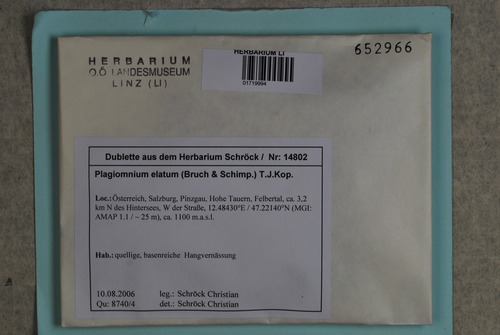 HERBARIUM
O.Ö. LANDESMUSEUM
LINZ (LI)
HERBARIUM LI
01719994
652966
Dublette aus dem Herbarium Schröck / Nr: 14802
Plagiomnium elatum (Bruch & Schimp.) T.J.Kop.
Loc.: Österreich, Salzburg, Pinzgau, Hohe Tauern, Felbertal, ca. 3,2
km N des Hintersees, W der Straße, 12.48430°E / 47.22140°N (MGI:
AMAP 1.1 / ~ 25 m), ca. 1100 m.a.s.l.
Hab.: quellige, basenreiche Hangvernässung
10.08.2006 leg.: Schröck Christian
Qu: 8740/4 det.: Schröck Christian